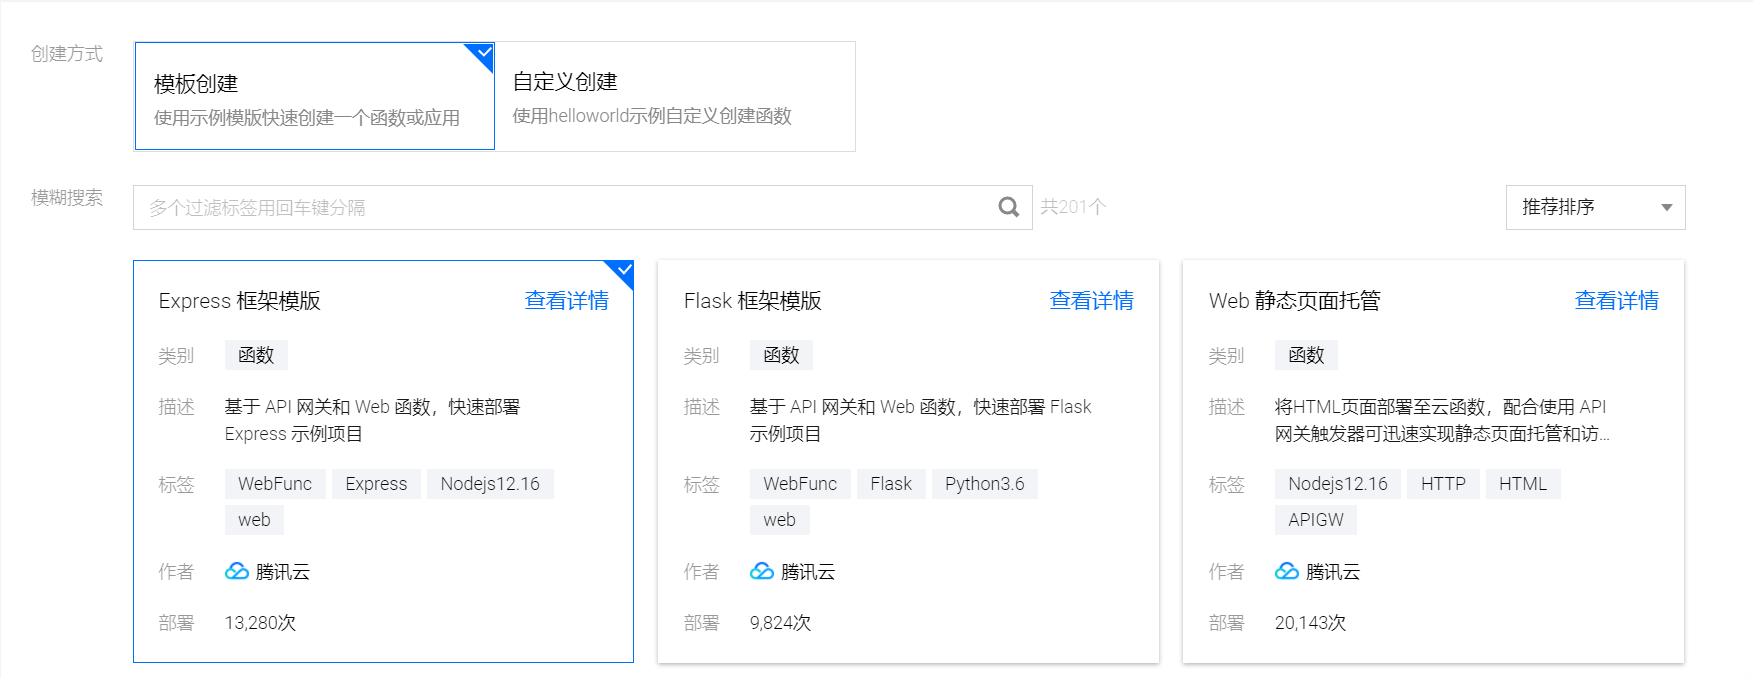 创建方式
模板创建
使用示例模版快速创建一个函数或应用
自定义创建
使用helloworld示例自定义创建函数
模糊搜索
多个过滤标签用回车键分隔
共201个
推荐排序
Express 框架模版
查看详情
类别
函数
描述
基于 API 网关和 Web 函数，快速部署
Express 示例项目
标签
WebFunc Express Nodejs12.16
web
作者
腾讯云
部署
13,280次
Flask 框架模版
查看详情
类别
函数
描述
基于 API 网关和 Web 函数，快速部署 Flask
示例项目
标签
WebFunc Flask Python3.6
web
作者
腾讯云
部署
9,824次
Web 静态页面托管
查看详情
类别
函数
描述
将HTML页面部署至云函数，配合使用 API
网关触发器可迅速实现静态页面托管和访...
标签
Nodejs12.16 HTTP HTML
APIGW
作者
腾讯云
部署
20,143次